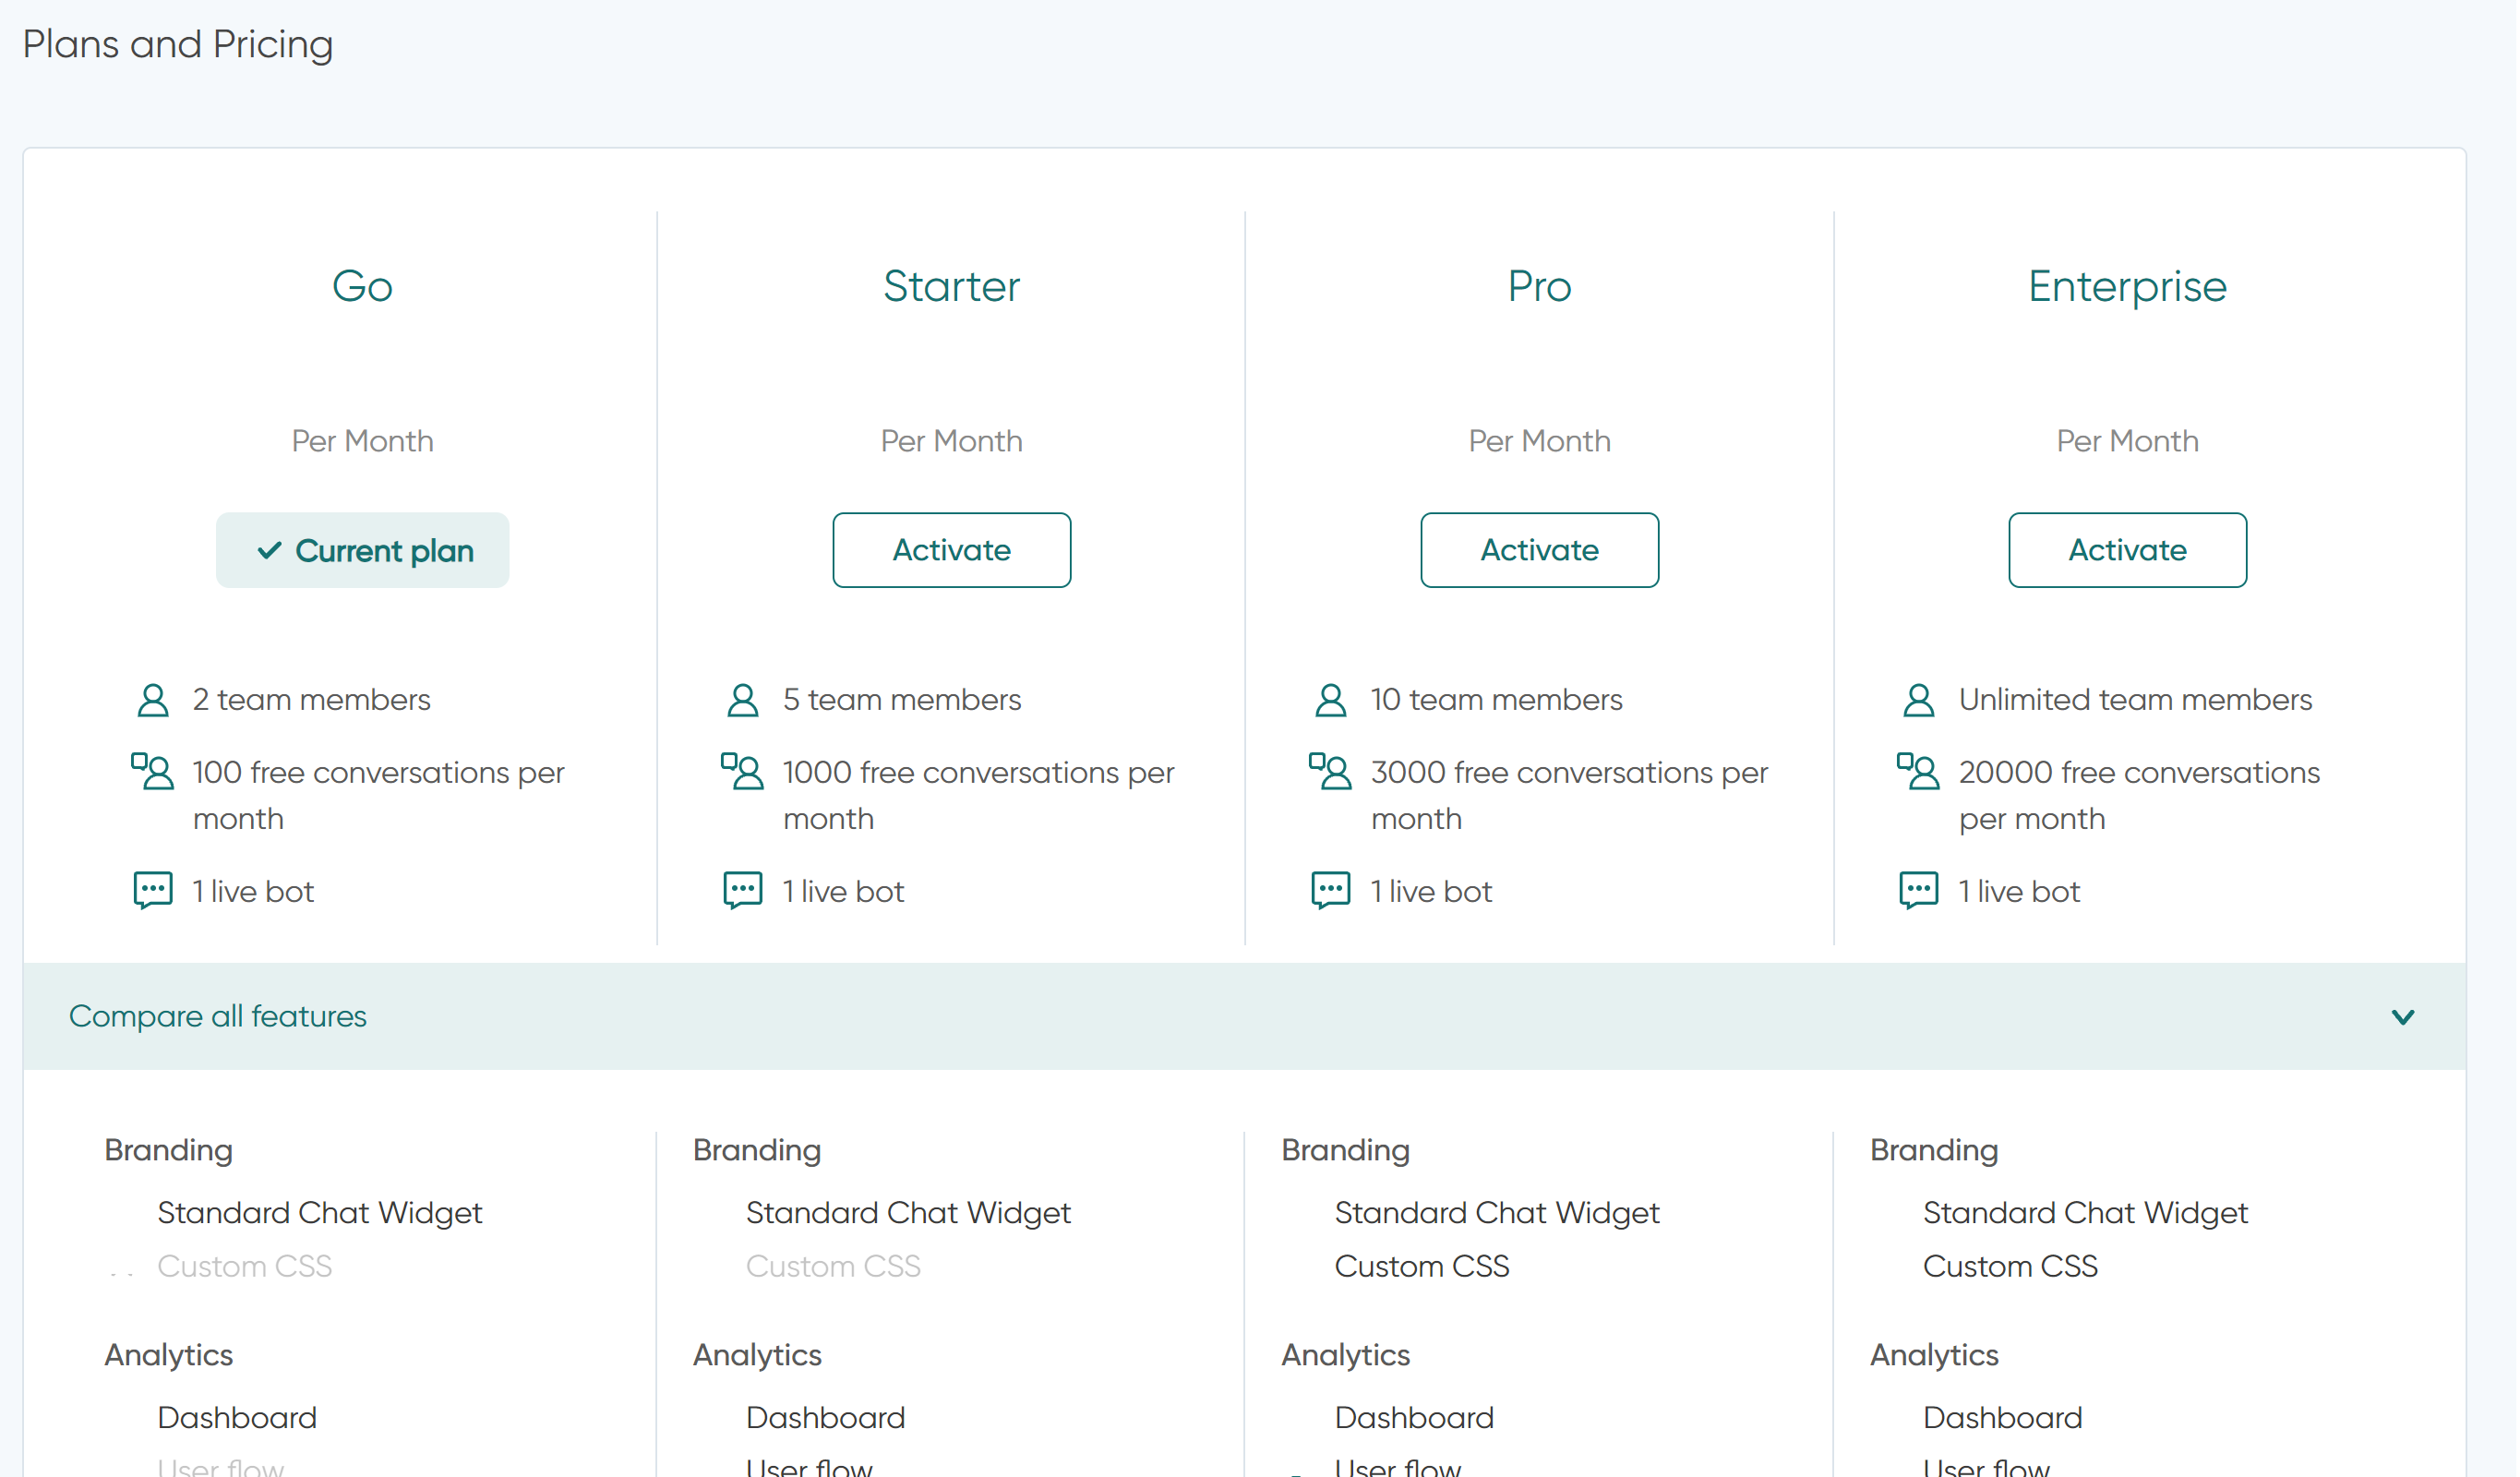 Plans and Pricing
Go
Per Month
Current plan
2 team members
100 free conversations per
month
1 live bot
Starter
Per Month
Activate
5 team members
1000 free conversations per
month
1 live bot
Pro
Per Month
Activate
10 team members
3000 free conversations per
month
1 live bot
Enterprise
Per Month
Activate
Unlimited team members
20000 free conversations
per month
1 live bot
Compare all features
Branding
Standard Chat Widget
Custom CSS
Analytics
Dashboard
User flow
Branding
Standard Chat Widget
Custom CSS
Analytics
Dashboard
User flow
Branding
Standard Chat Widget
Custom CSS
Analytics
Dashboard
User flow
Branding
Standard Chat Widget
Custom CSS
Analytics
Dashboard
User flow